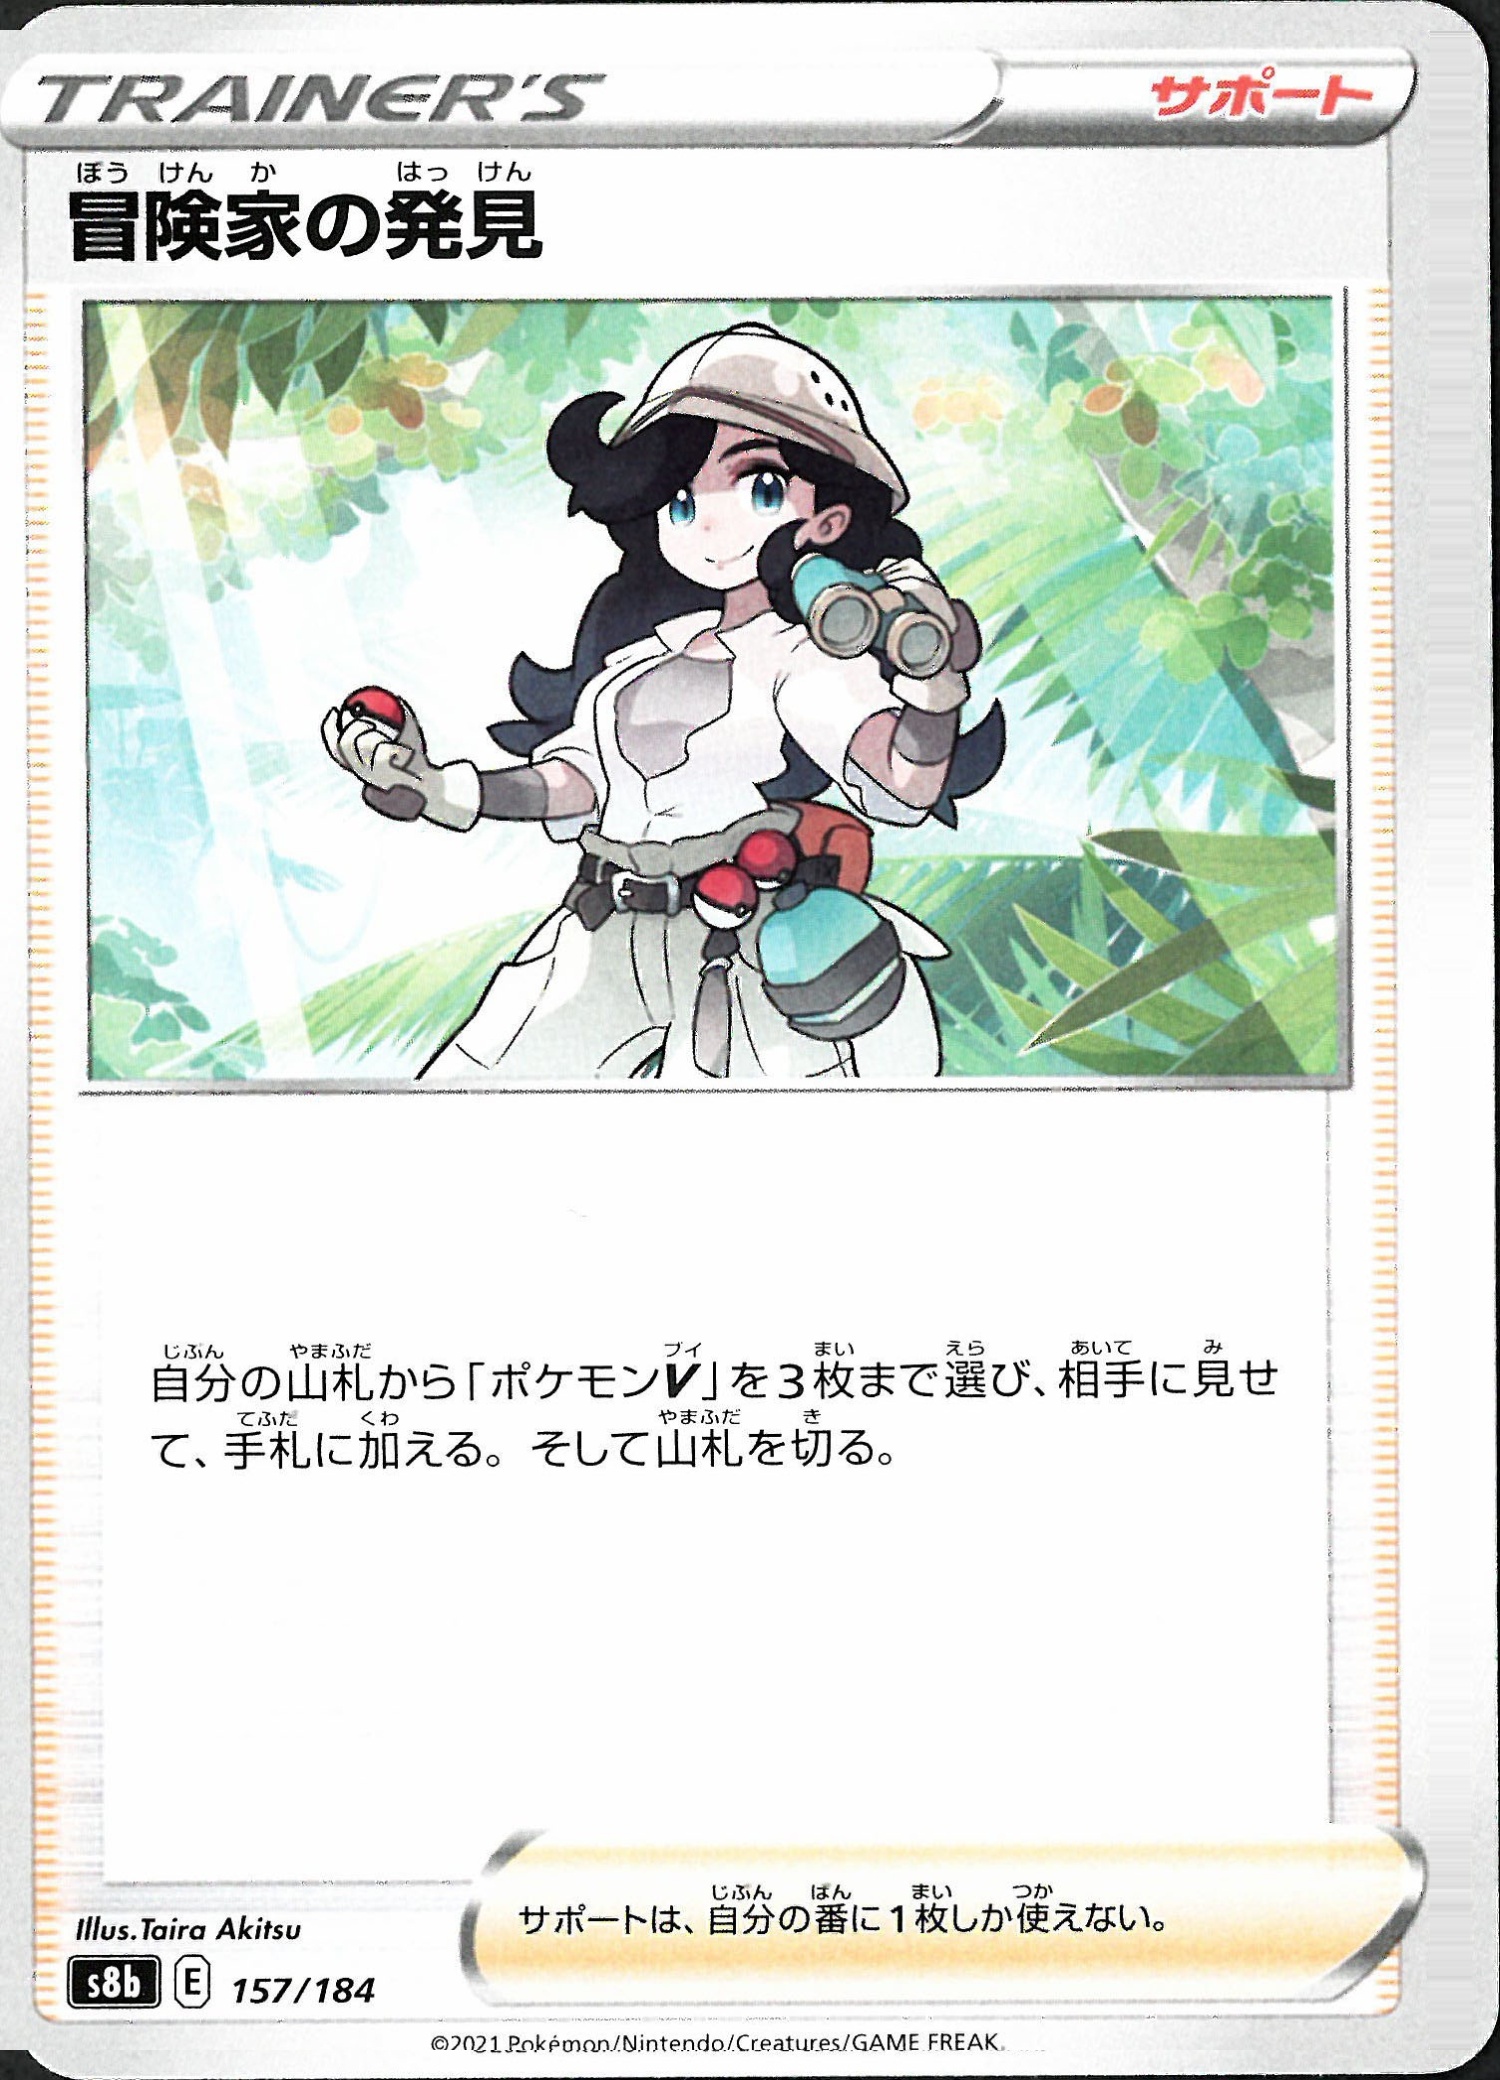 TRAINER'S サポート
ぼう けん か はっ けん
冒険家の発見
じぶん やまふだ ブイ まい えら あいて み
自分の山札から「ポケモンV」を3枚まで選び、相手に見せ
てふだ くわ やまふだ き
て、手札に加える。そして山札を切る。
じぶん ばん まい つか
サポートは、自分の番に1枚しか使えない。
Illus.Taira Akitsu
s8b E 157/184
©2021 Pokémon/Nintendo/Creatures/GAME FREAK.